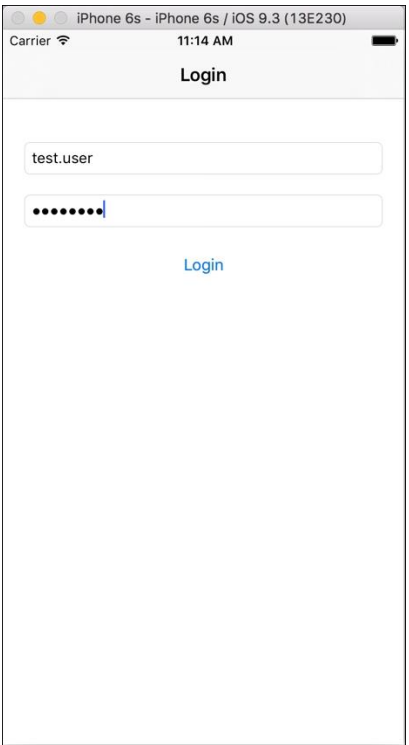 iPhone 6s - iPhone 6s / iOS 9.3 (13E230)
Carrier 11:14 AM
Login
test.user
••••••••
Login